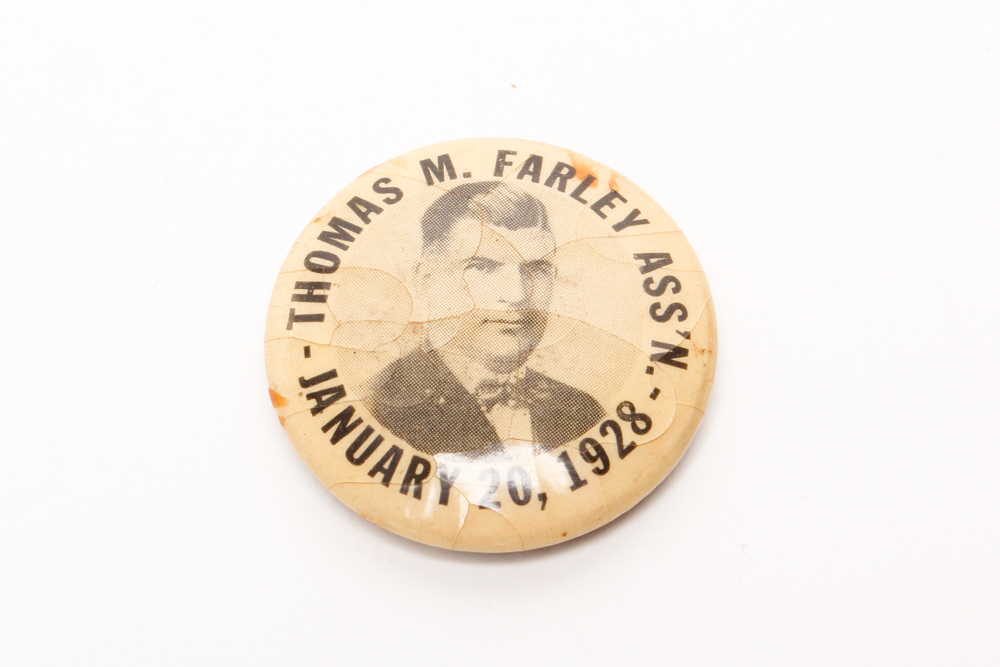 THOMAS M. FARLEY ASS'N.
- JANUARY 20, 1928 -